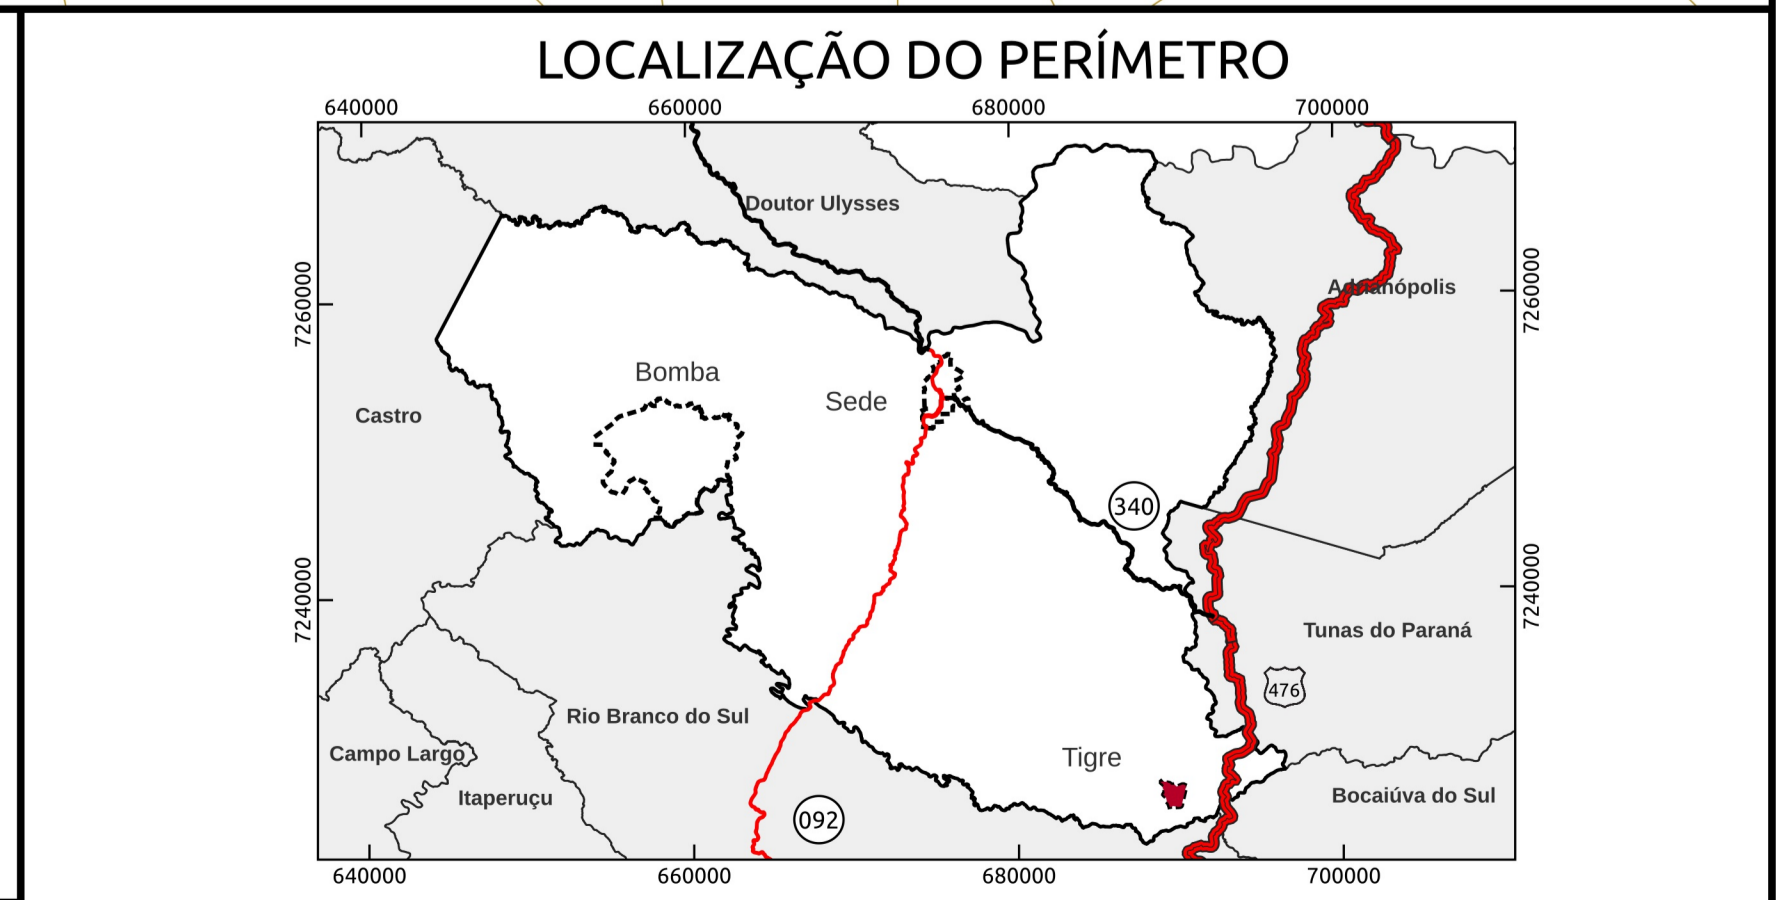 LOCALIZAÇÃO DO PERÍMETRO
640000 660000 680000 700000
Doutor Ulysses
7260000 7260000
Adrianópolis
Bomba
Sede
Castro
340
7240000 7240000
Tunas do Paraná
476
Rio Branco do Sul
Campo Largo
Tigre
Itaperuçu
Bocaiúva do Sul
092
640000 660000 680000 700000